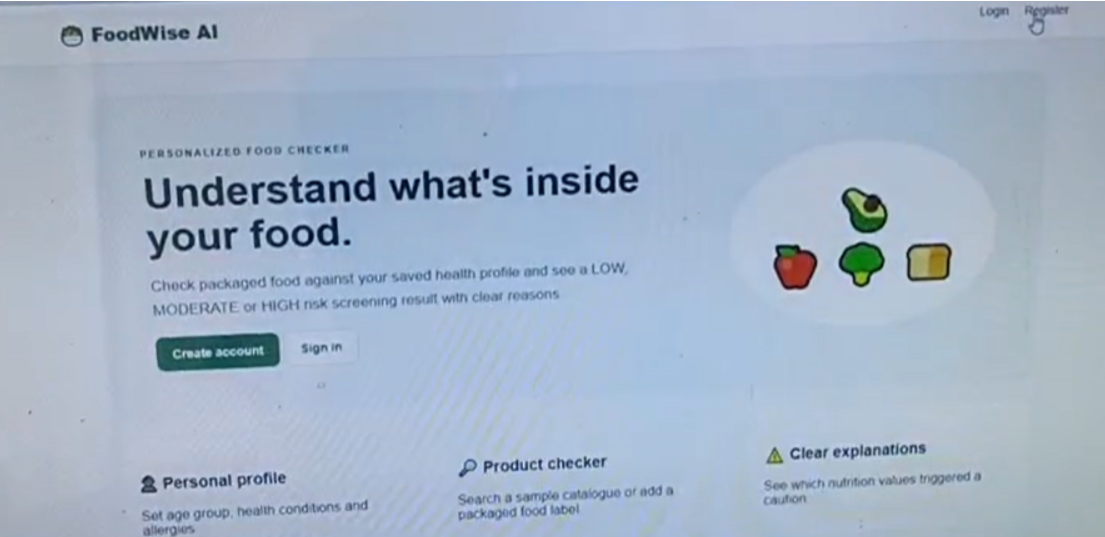 FoodWise AI
Login Register
PERSONALIZED FOOD CHECKER
Understand what's inside
your food.
Check packaged food against your saved health profile and see a LOW,
MODERATE or HIGH risk screening result with clear reasons
Create account Sign in
Personal profile
Set age group, health conditions and
allergies
Product checker
Search a sample catalogue or add a
packaged food label
Clear explanations
See which nutrition values triggered a
caution